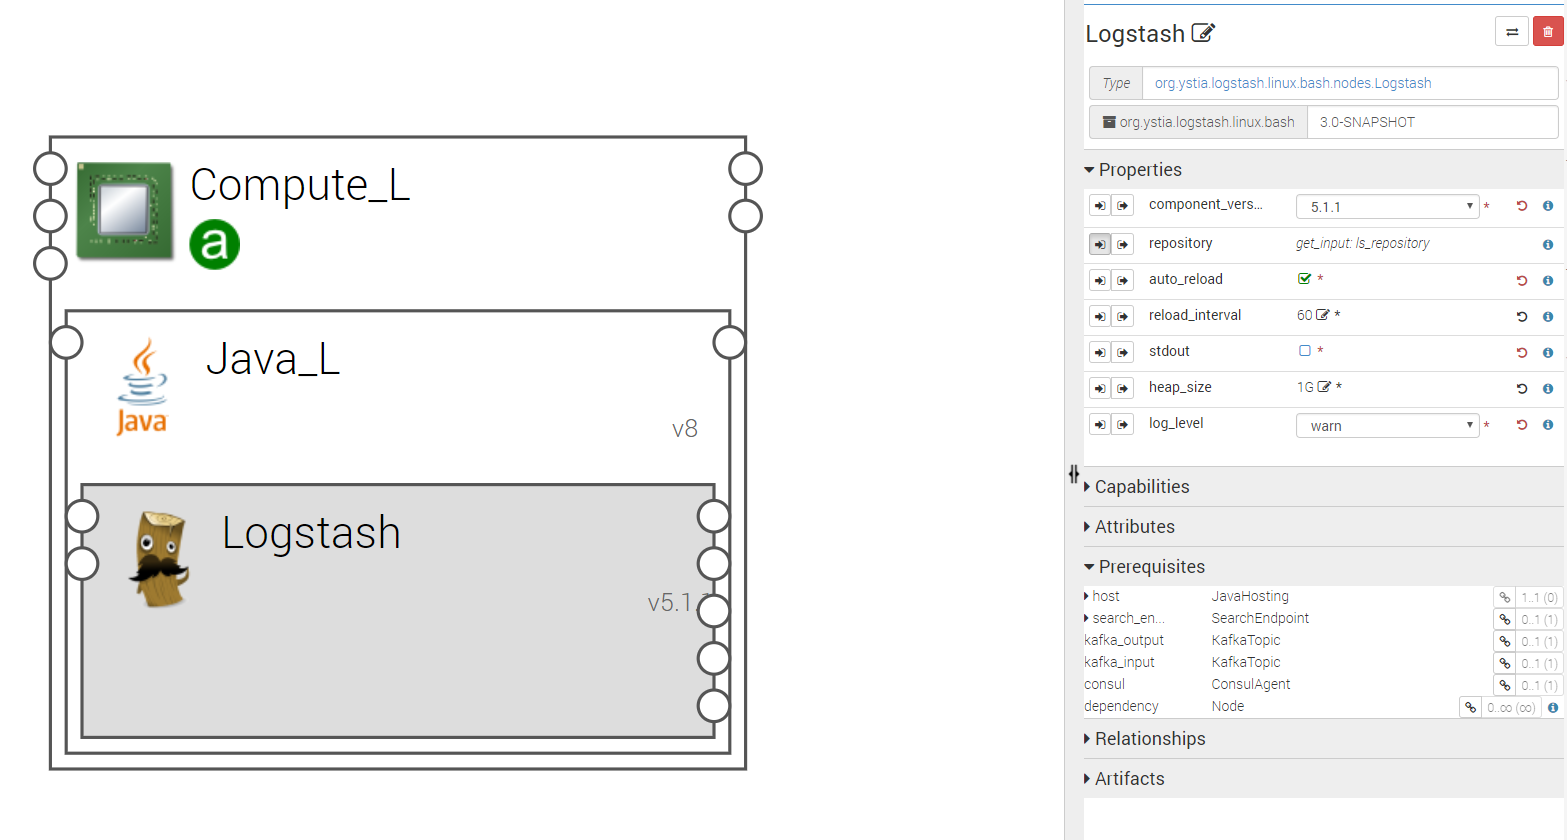 Compute_L
a
Java_L
Java
v8
Logstash
v5.1.
Logstash
Type org.ystia.logstash.linux.bash.nodes.Logstash
org.ystia.logstash.linux.bash 3.0-SNAPSHOT
Properties
component_vers... 5.1.1 *
repository get_input: ls_repository
auto_reload *
reload_interval 60 *
stdout *
heap_size 1G *
log_level warn *
Capabilities
Attributes
Prerequisites
host JavaHosting 1..1 (0)
search_en... SearchEndpoint 0..1 (1)
kafka_output KafkaTopic 0..1 (1)
kafka_input KafkaTopic 0..1 (1)
consul ConsulAgent 0..1 (1)
dependency Node 0..∞ (∞)
Relationships
Artifacts